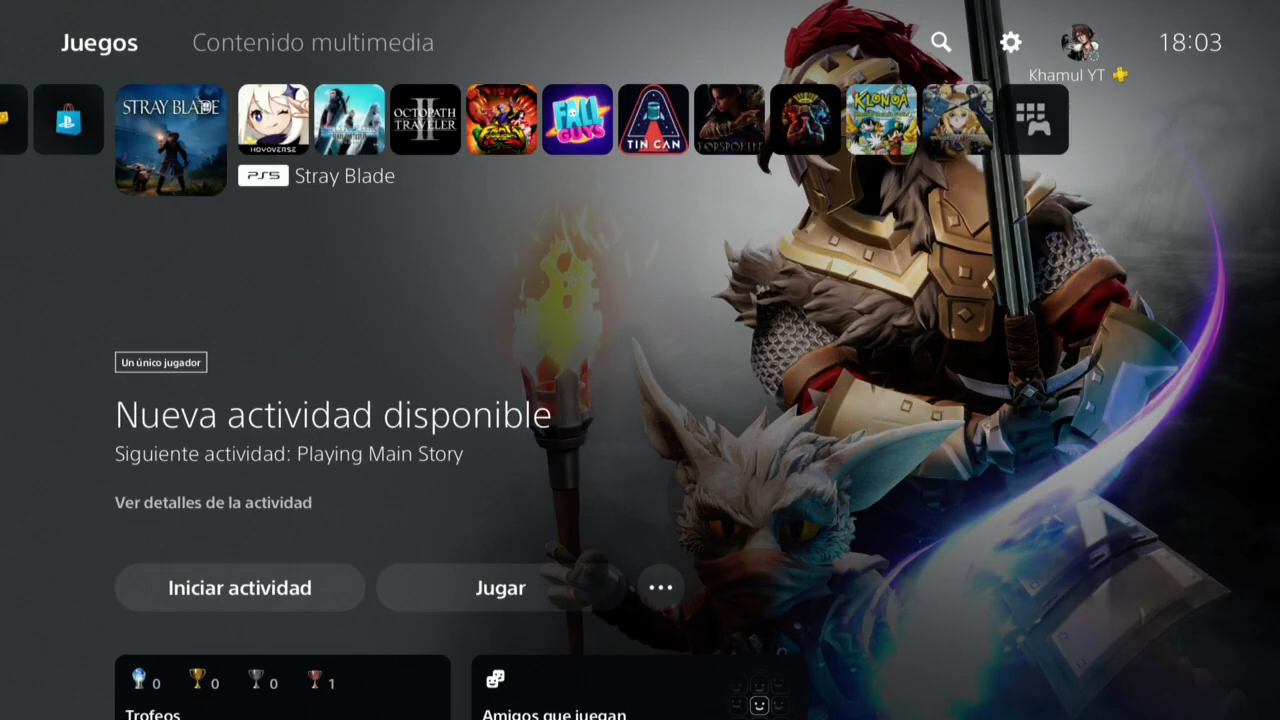 Juegos
Contenido multimedia
18:03
Khamul YT
STRAY BLADE
HOYOVERSE
OCTOPATH
TRAVELER
II
FALL
GUYS
TIN CAN
FORSPOKEN
KLONOA
PS5 Stray Blade
Un único jugador
Nueva actividad disponible
Siguiente actividad: Playing Main Story
Ver detalles de la actividad
Iniciar actividad
Jugar
0 0 0 1
Trofeos
Amigos que juegan